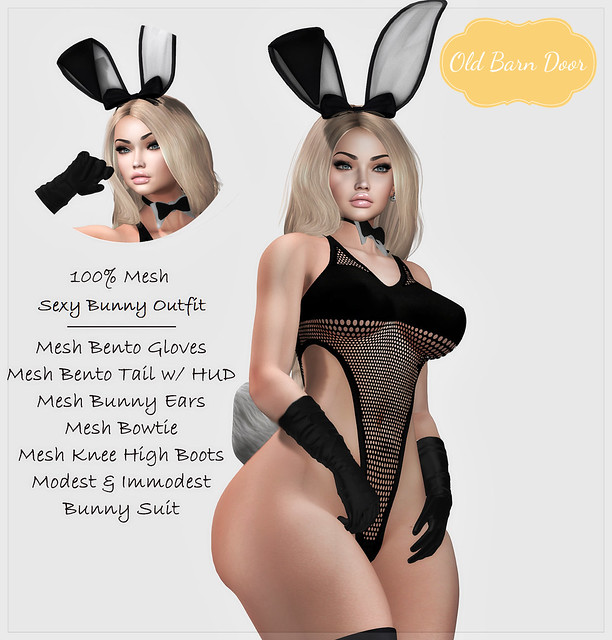 Old Barn Door
100% Mesh
Sexy Bunny Outfit
Mesh Bento Gloves
Mesh Bento Tail w/ HUD
Mesh Bunny Ears
Mesh Bowtie
Mesh Knee High Boots
Modest & Immodest
Bunny Suit